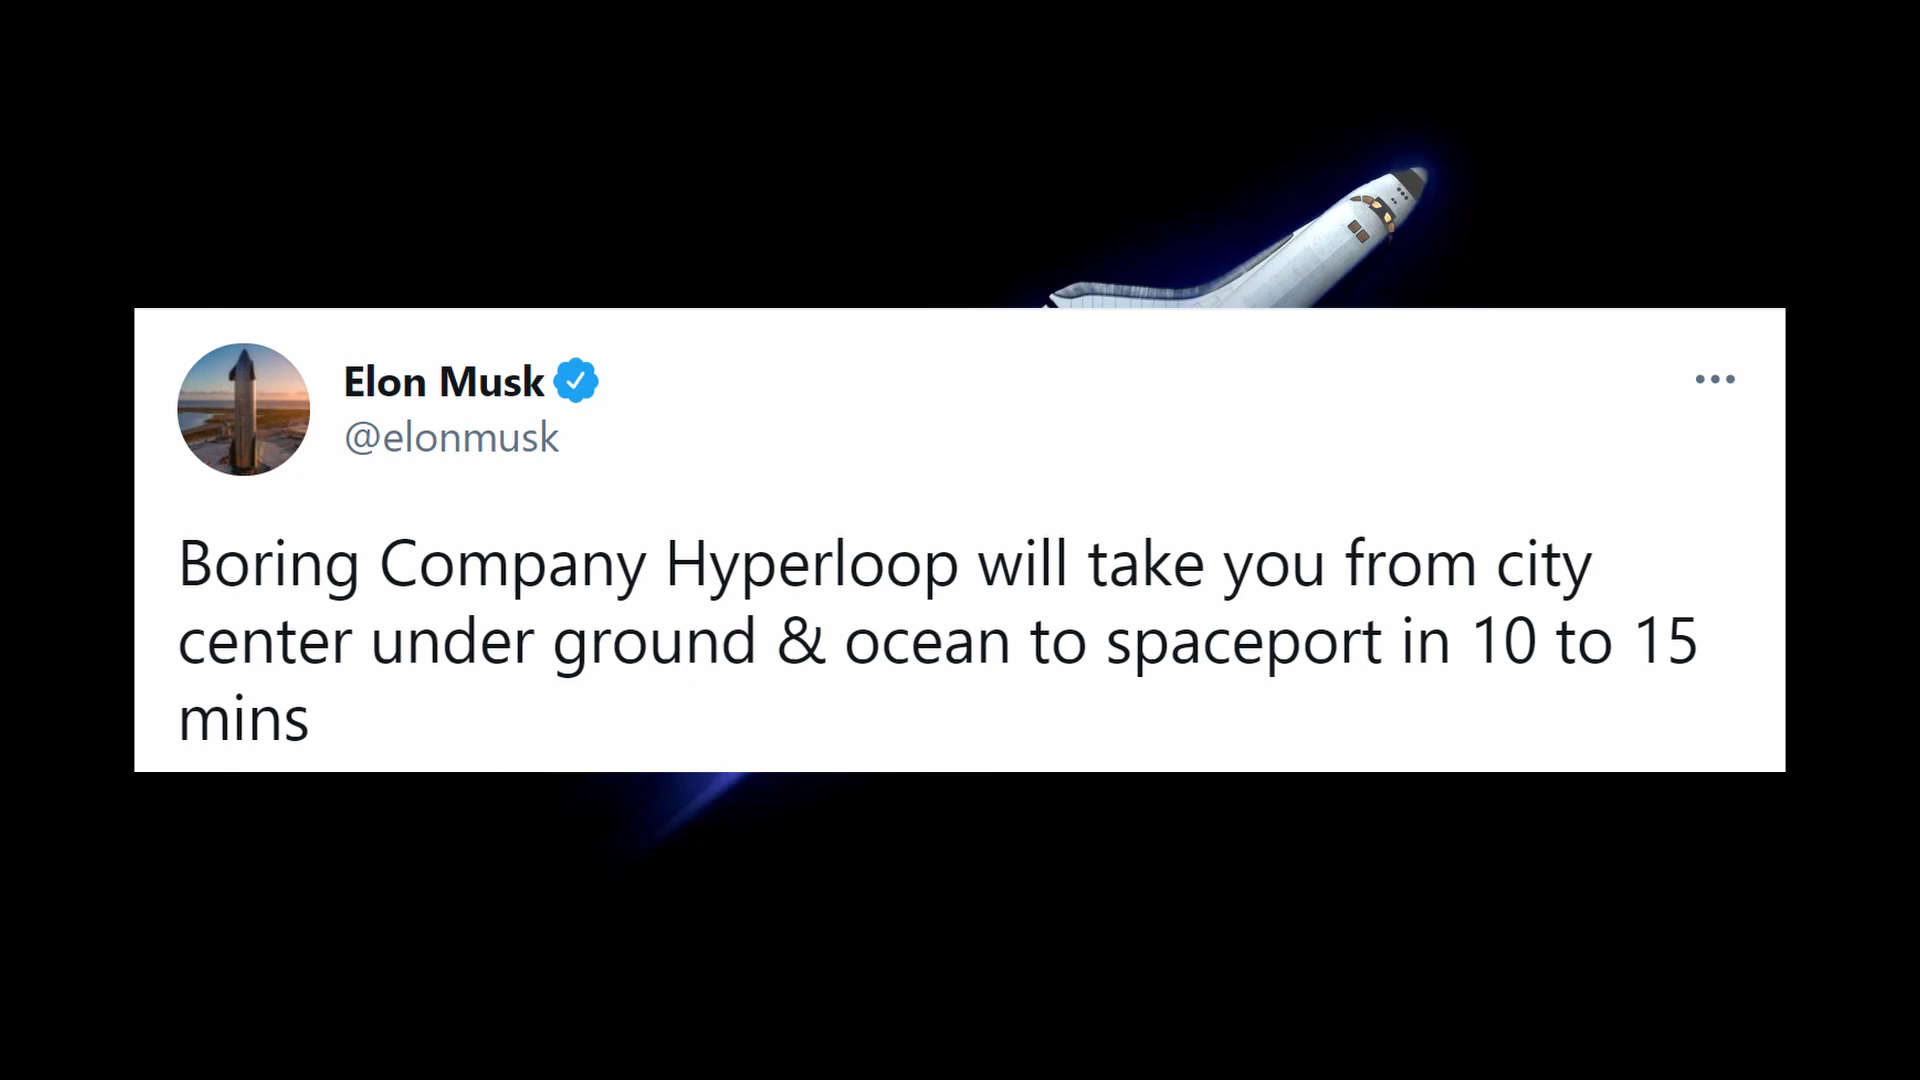 Elon Musk
@elonmusk
Boring Company Hyperloop will take you from city
center under ground & ocean to spaceport in 10 to 15
mins